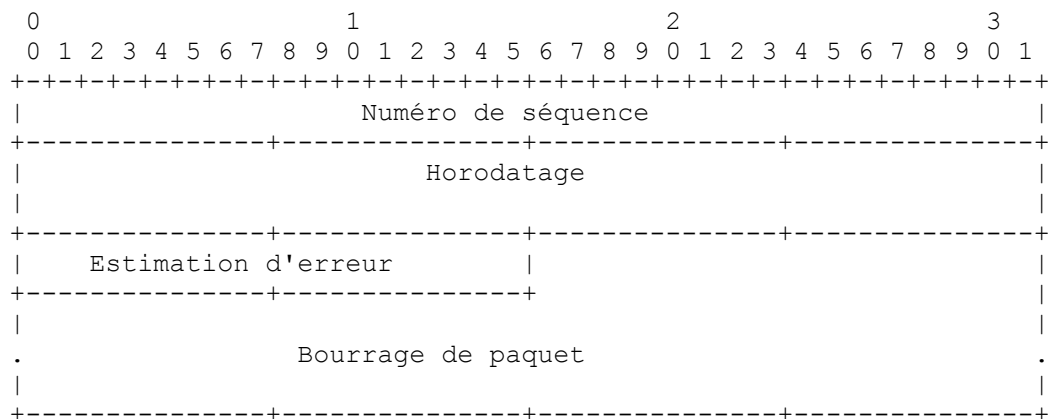 0                   1                   2                   3
0 1 2 3 4 5 6 7 8 9 0 1 2 3 4 5 6 7 8 9 0 1 2 3 4 5 6 7 8 9 0 1
+-+-+-+-+-+-+-+-+-+-+-+-+-+-+-+-+-+-+-+-+-+-+-+-+-+-+-+-+-+-+-+-+
| Numéro de séquence |
+---------------+---------------+---------------+---------------+
| Horodatage |
| |
+---------------+---------------+---------------+---------------+
| Estimation d'erreur | |
+---------------+---------------+ |
| |
. Bourrage de paquet .
| |
+---------------+---------------+---------------+---------------+